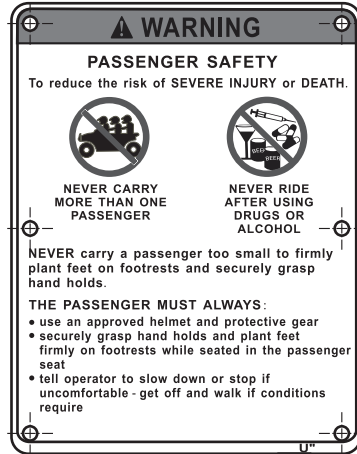 WARNING
PASSENGER SAFETY
To reduce the risk of SEVERE INJURY or DEATH.
BEER
BEER
NEVER CARRY
MORE THAN ONE
PASSENGER
NEVER RIDE
AFTER USING
DRUGS OR
ALCOHOL
NEVER carry a passenger too small to firmly
plant feet on footrests and securely grasp
hand holds.
THE PASSENGER MUST ALWAYS:
• use an approved helmet and protective gear
• securely grasp hand holds and plant feet
firmly on footrests while seated in the passenger
seat
• tell operator to slow down or stop if
uncomfortable - get off and walk if conditions
require
U"